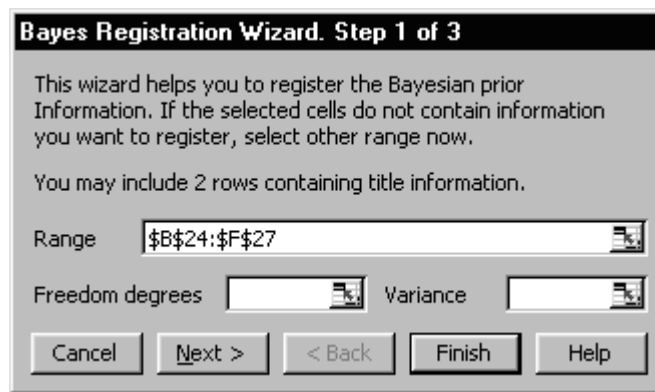 Bayes Registration Wizard. Step 1 of 3
This wizard helps you to register the Bayesian prior
Information. If the selected cells do not contain information
you want to register, select other range now.
You may include 2 rows containing title information.
Range $B$24:$F$27
Freedom degrees Variance
Cancel Next > < Back Finish Help